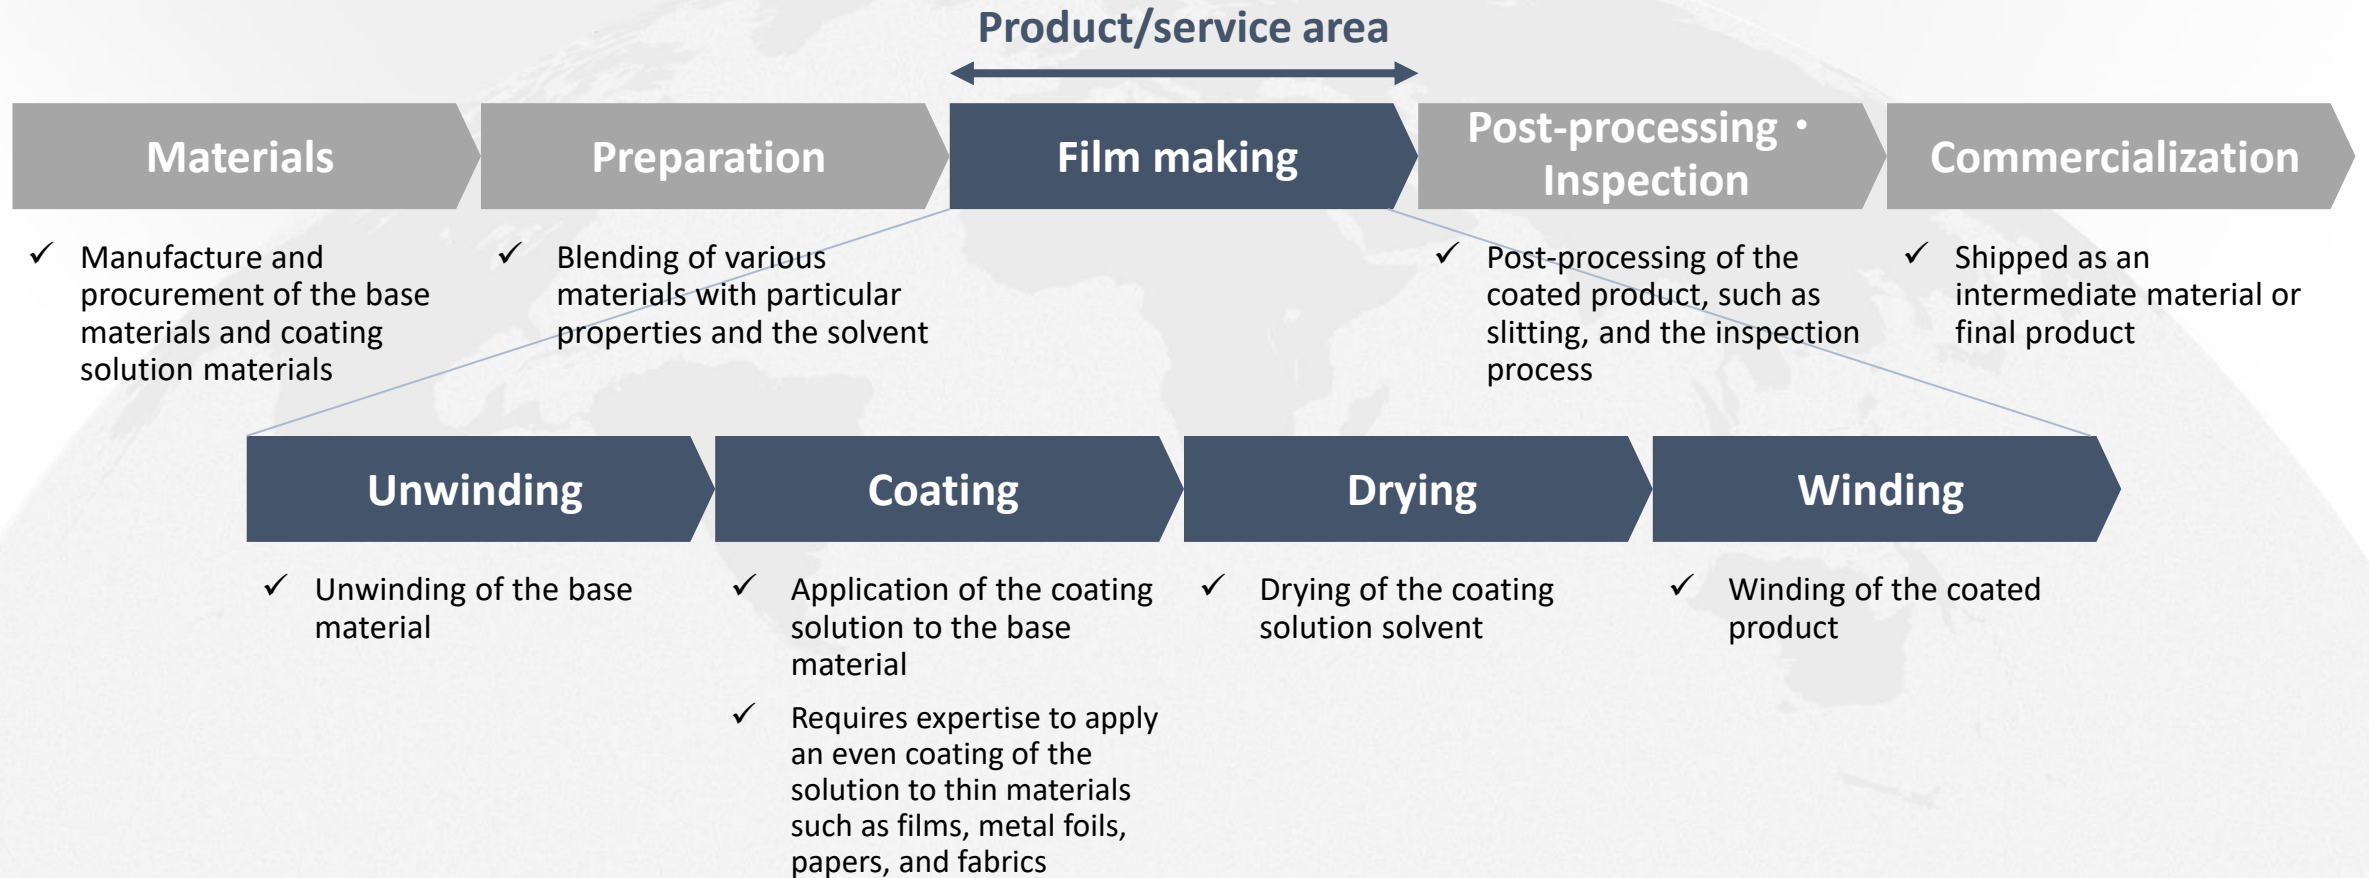 Product/service area
Materials
Preparation
Film making
Post-processing・
Inspection
Commercialization
✓ Manufacture and
procurement of the base
materials and coating
solution materials
✓ Blending of various
materials with particular
properties and the solvent
✓ Post-processing of the
coated product, such as
slitting, and the inspection
process
✓ Shipped as an
intermediate material or
final product
Unwinding
Coating
Drying
Winding
✓ Unwinding of the base
material
✓ Application of the coating
solution to the base
material
✓ Requires expertise to apply
an even coating of the
solution to thin materials
such as films, metal foils,
papers, and fabrics
✓ Drying of the coating
solution solvent
✓ Winding of the coated
product